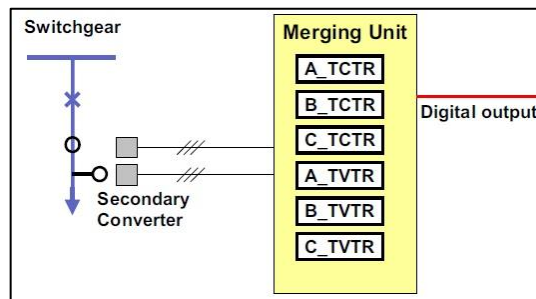 Switchgear
Merging Unit
A_TCTR
B_TCTR
C_TCTR
A_TVTR
B_TVTR
C_TVTR
Digital output
Secondary
Converter